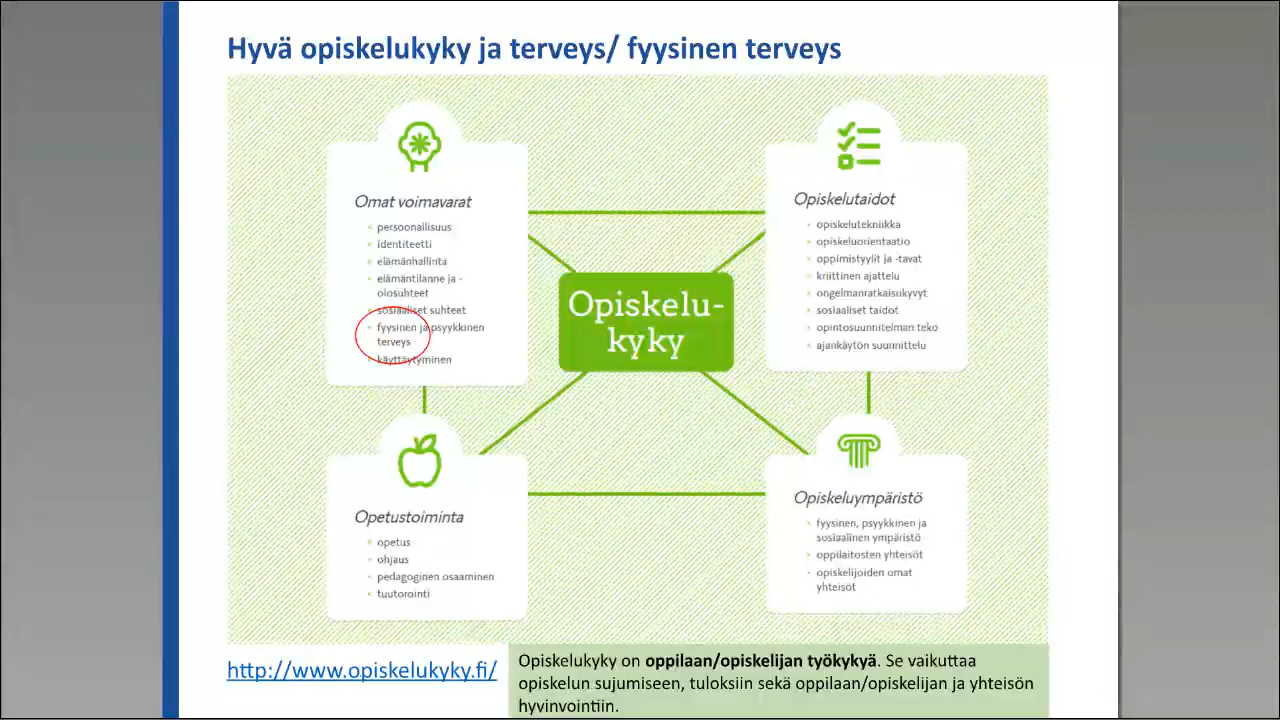 Hyvä opiskelukyky ja terveys/ fyysinen terveys
Omat voimavarat
persoonallisuus
identiteetti
elämänhallinta
elämäntilanne ja -
olosuhteet
sosiaaliset suhteet
fyysinen ja psyykkinen
terveys
käyttäytyminen
Opiskelutaidot
opiskelutekniikka
opiskeluorientaatio
oppimistyylit ja -tavat
kriittinen ajattelu
ongelmanratkaisukyvyt
sosiaaliset taidot
opintosuunnitelman teko
ajankäytön suunnittelu
Opiskelu-
kyky
Opetustoiminta
opetus
ohjaus
pedagoginen osaaminen
tuutorointi
Opiskeluympäristö
fyysinen, psyykkinen ja
sosiaalinen ympäristö
oppilaitosten yhteisöt
opiskelijoiden omat
yhteisöt
http://www.opiskelukyky.fi/
Opiskelukyky on oppilaan/opiskelijan työkykyä. Se vaikuttaa
opiskelun sujumiseen, tuloksiin sekä oppilaan/opiskelijan ja yhteisön
hyvinvointiin.